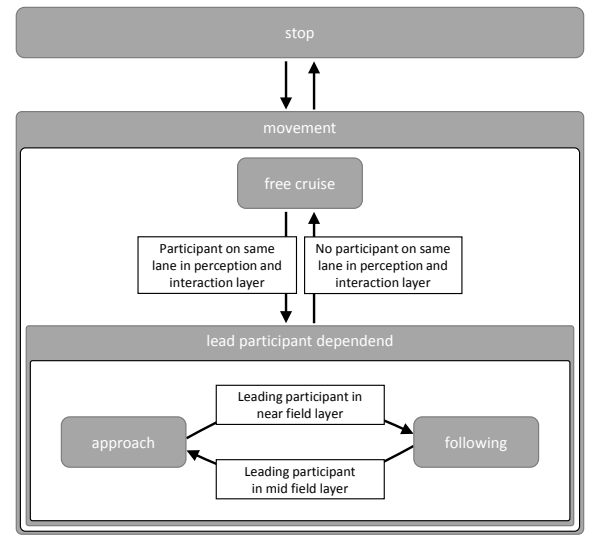 stop
movement
free cruise
Participant on same
lane in perception and
interaction layer
No participant on same
lane in perception and
interaction layer
lead participant dependend
Leading participant in
near field layer
approach
following
Leading participant
in mid field layer